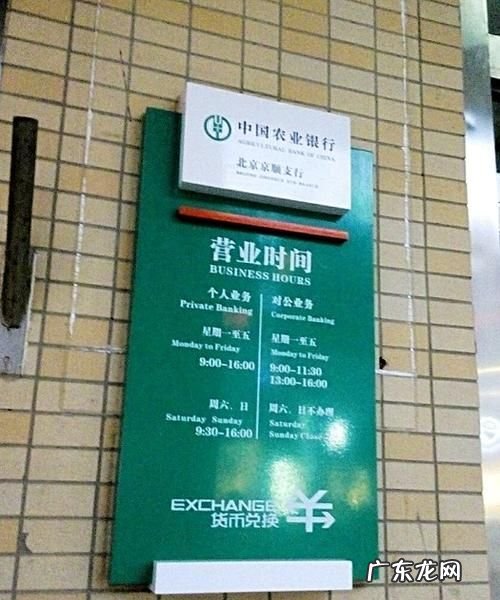 中国农业银行
AGRICULTURAL BANK OF CHINA
北京京顺支行
营业时间
BUSINESS HOURS
个人业务
Private Banking
星期一至五
Monday to Friday
9:00-16:00
周六、日
Saturday Sunday
9:30-16:00
对公业务
Corporate Banking
星期一至五
Monday to Friday
9:00-11:30
13:00-16:00
周六、日不办理
Saturday
Sunday Close
EXCHANGE
货币兑换
广东龙网